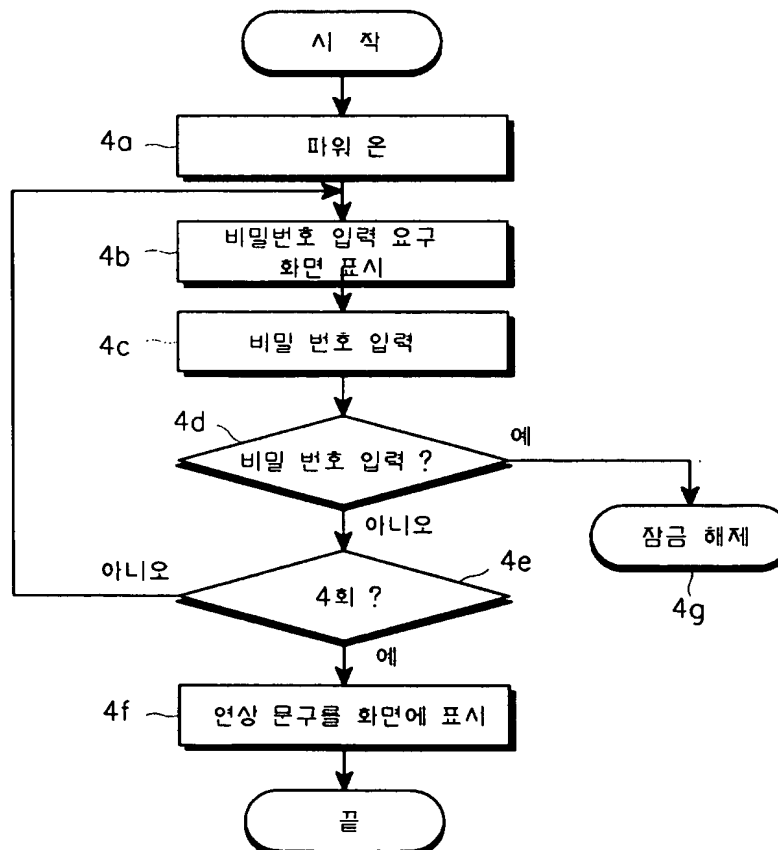 시 작
4a
파워 온
4b
비밀번호 입력 요구
화면 표시
4c
비밀 번호 입력
4d
비밀 번호 입력 ?
예
아니오
잠금 해제
4g
아니오
4e
4회 ?
예
4f
연상 문구를 화면에 표시
끝